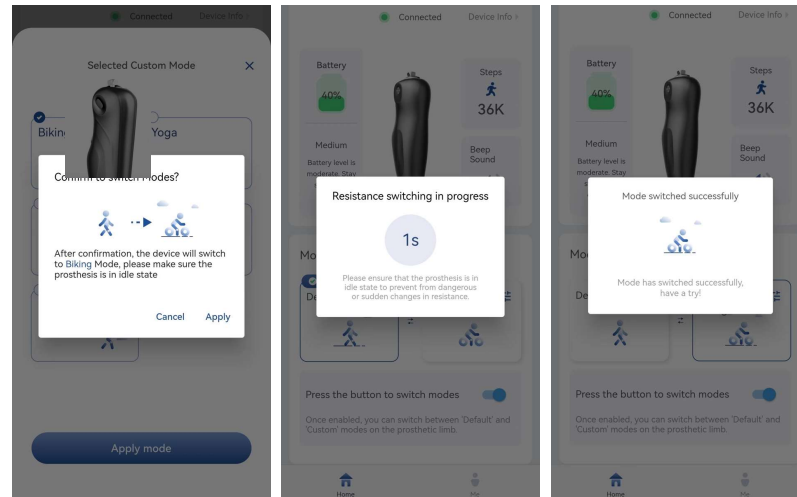 Connected
Device Info >
Selected Custom Mode
Biking
Yoga
Confirm to switch modes?
After confirmation, the device will switch
to Biking Mode, please make sure the
prosthesis is in idle state
Cancel
Apply
Apply mode
Connected
Device Info >
Battery
40%
Medium
Battery level is
moderate. Stay
Steps
36K
Beep
Sound
Resistance switching in progress
1s
Please ensure that the prosthesis is in
idle state to prevent from dangerous
or sudden changes in resistance.
Mo
De
Press the button to switch modes
Once enabled, you can switch between 'Default' and
'Custom' modes on the prosthetic limb.
Home
Me
Connected
Device Info >
Battery
40%
Medium
Battery level is
moderate. Stay
Steps
36K
Beep
Sound
Mode switched successfully
Mode has switched successfully,
have a try!
Mo
De
Press the button to switch modes
Once enabled, you can switch between 'Default' and
'Custom' modes on the prosthetic limb.
Home
Me